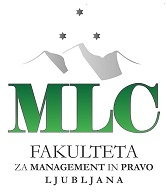 MLC
FAKULTETA
ZA MANAGEMENT IN PRAVO
LJUBLJANA